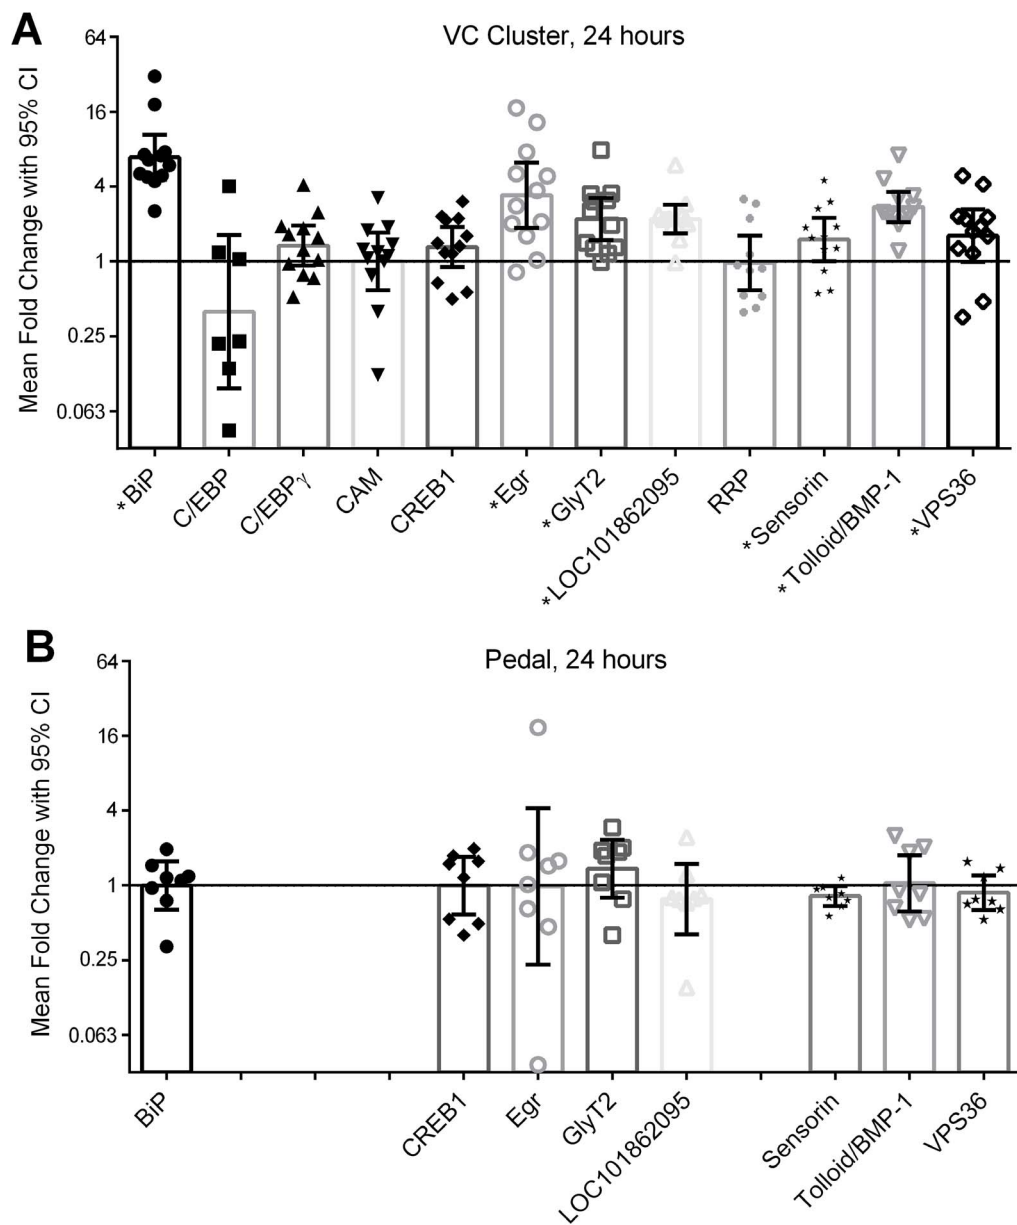 A
VC Cluster, 24 hours
Mean Fold Change with 95% CI
64
16
4
1
0.25
0.063
*BiP
C/EBP
C/EBPγ
CAM
CREB1
*Egr
*GlyT2
*LOC101862095
RRP
*Sensorin
*Tolloid/BMP-1
*VPS36
B
Pedal, 24 hours
Mean Fold Change with 95% CI
64
16
4
1
0.25
0.063
BiP
CREB1
Egr
GlyT2
LOC101862095
Sensorin
Tolloid/BMP-1
VPS36